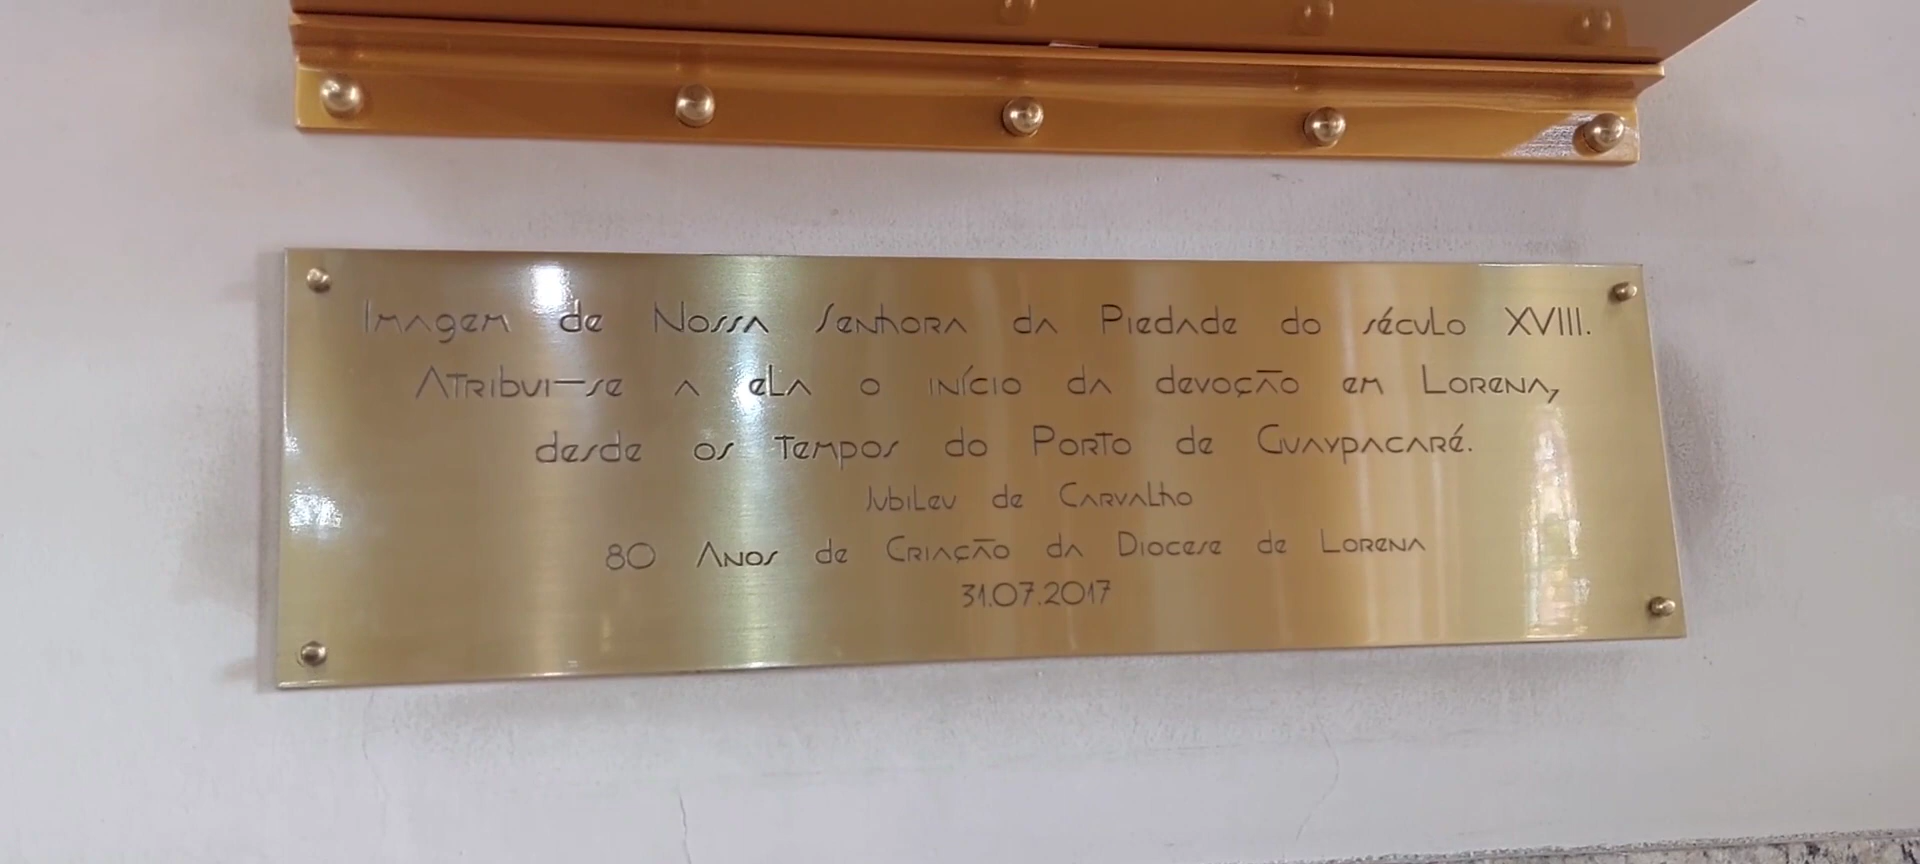 Imagem de Nossa Senhora da Piedade do século XVIII.
Atribui-se a ela o início da devoção em Lorena,
desde os tempos do Porto de Guaypacaré.
Jubileu de Carvalho
80 Anos de Criação da Diocese de Lorena
31.07.2017